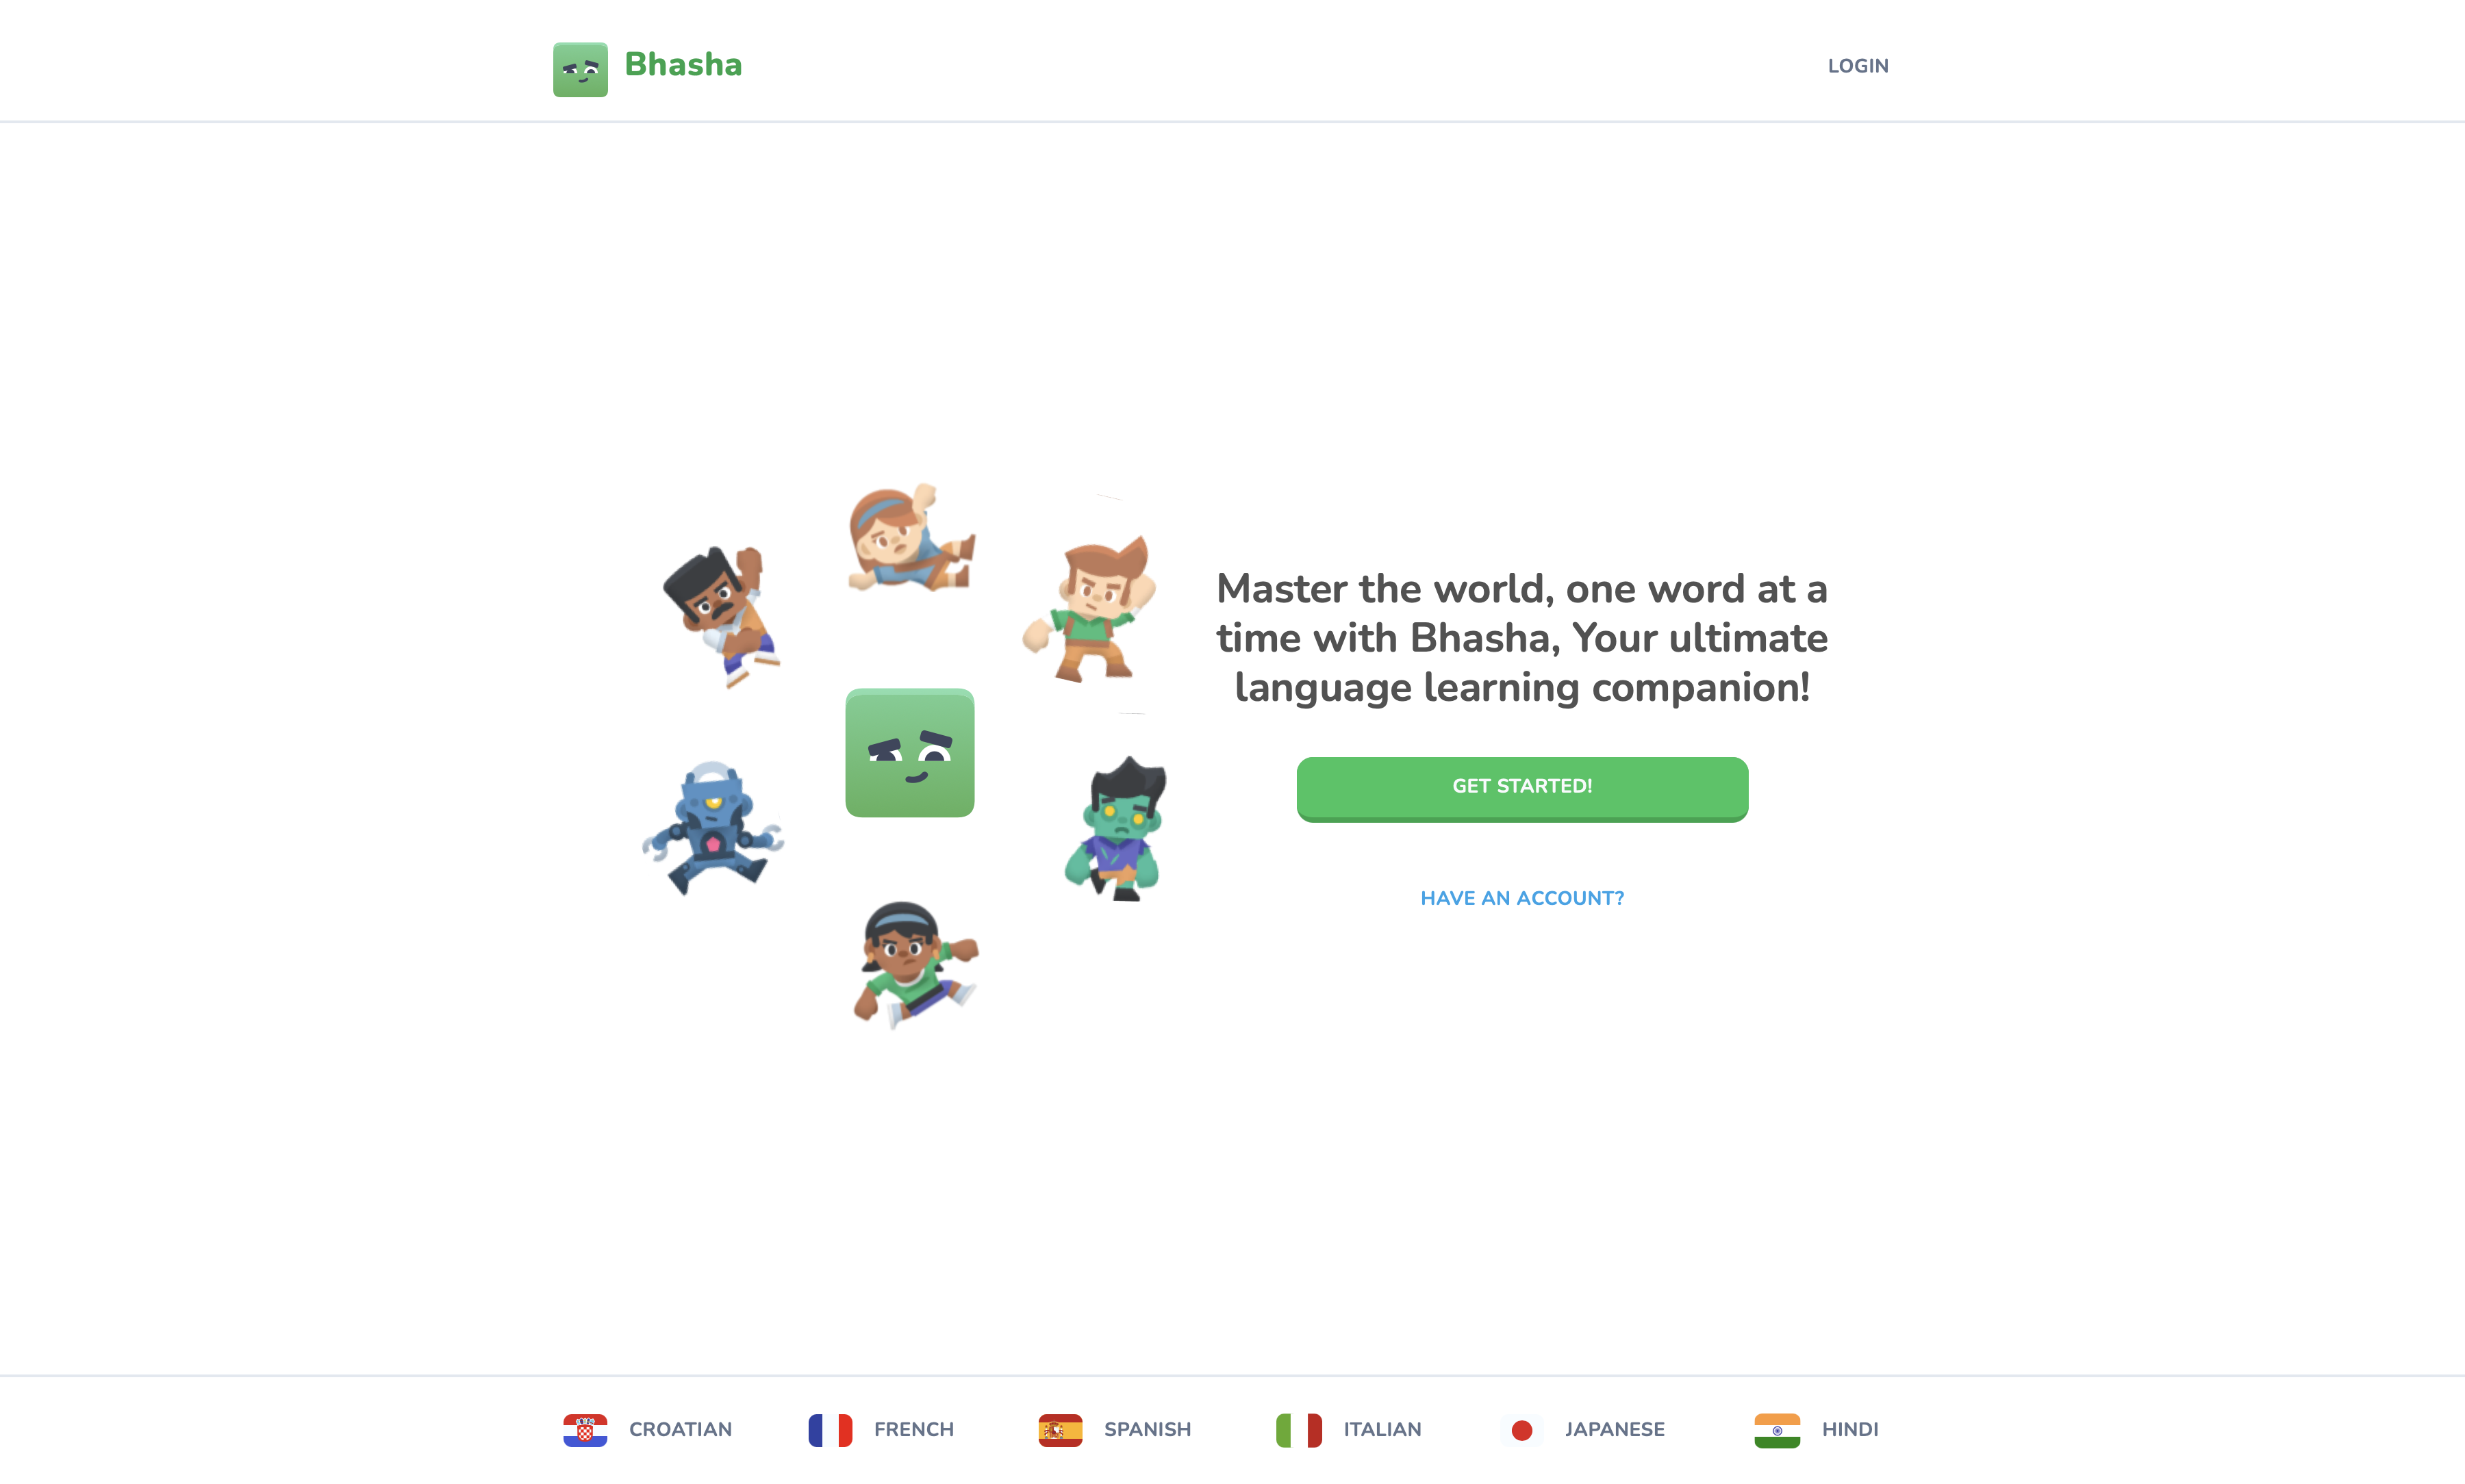 Bhasha
LOGIN
Master the world, one word at a
time with Bhasha, Your ultimate
language learning companion!
GET STARTED!
HAVE AN ACCOUNT?
CROATIAN
FRENCH
SPANISH
ITALIAN
JAPANESE
HINDI